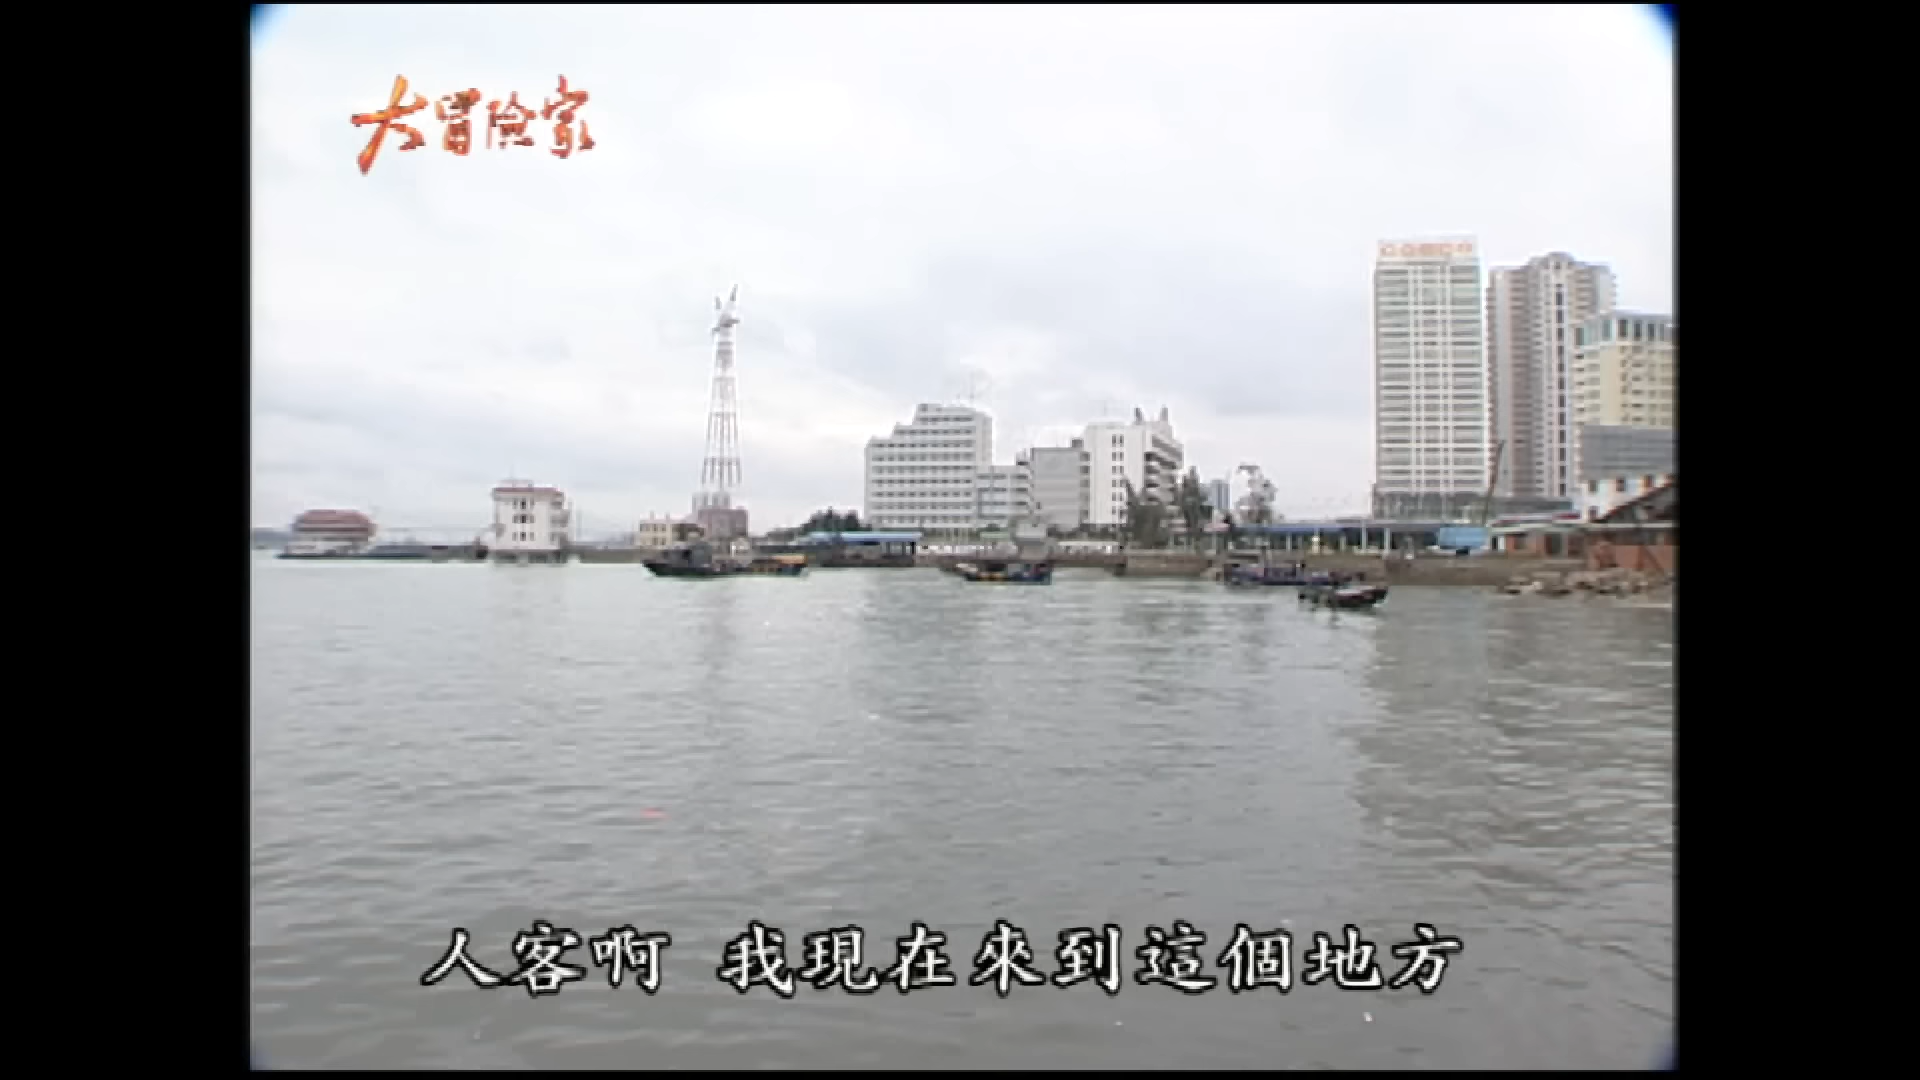 大冒險家
人客啊 我現在來到這個地方